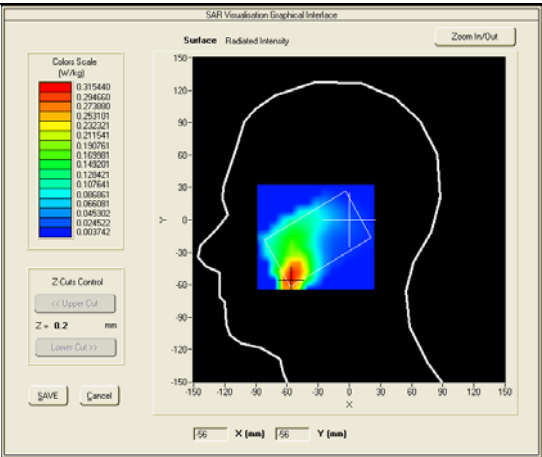 SAR Visualisation Graphical Interface
Surface Radiated Intensity
Zoom In/Out
Colors Scale
(W/kg)
0.315440
0.294660
0.273880
0.253101
0.232321
0.211541
0.190761
0.169981
0.149201
0.128421
0.107641
0.086861
0.066081
0.045302
0.024522
0.003742
150
120
90
60
30
0
-30
-60
-90
-120
-150
Y
-150 -120 -90 -60 -30 0 30 60 90 120 150
X
Z-Cuts Control
<< Upper Cut
Z = 0.2 mm
Lower Cut >>
SAVE Cancel
-56 X (mm) -56 Y (mm)